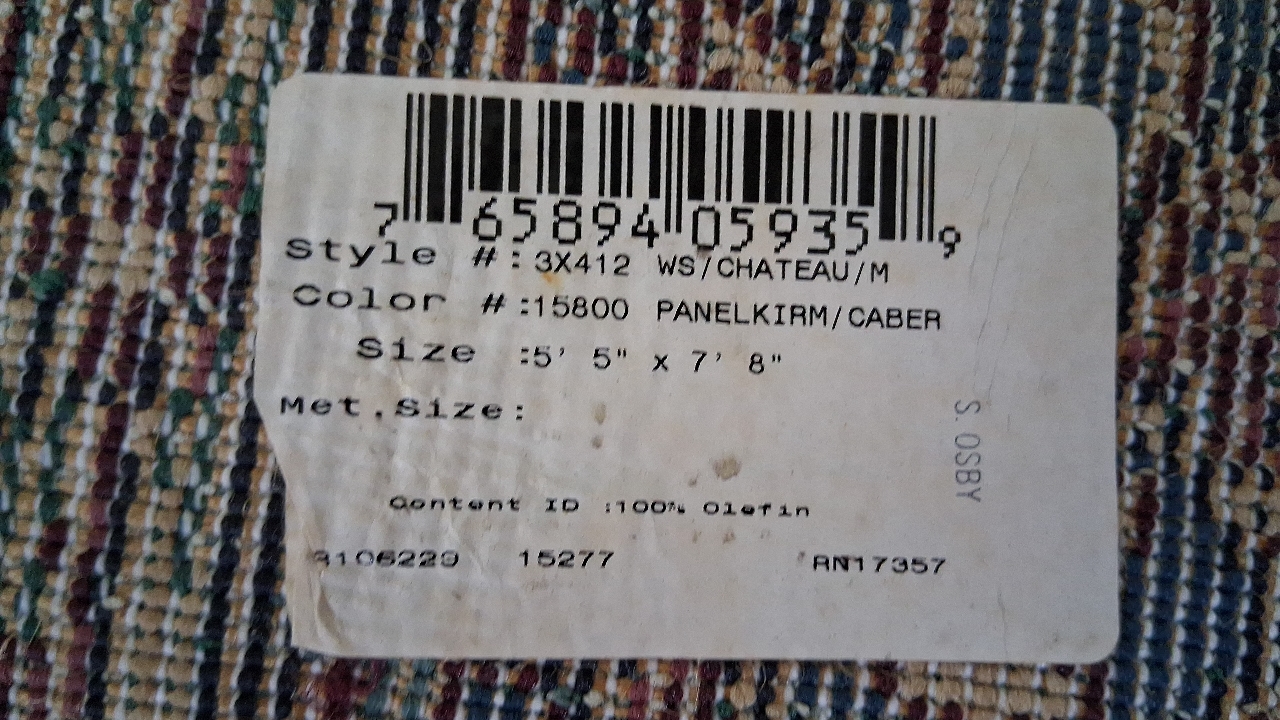 7 65894 05935 9
Style #: 3X412 WS/CHATEAU/M
Color #:15800 PANELKIRM/CABER
Size :5' 5" x 7' 8"
Met.Size:
S. OSBY
Content ID :100% Olefin
15277 RN17357